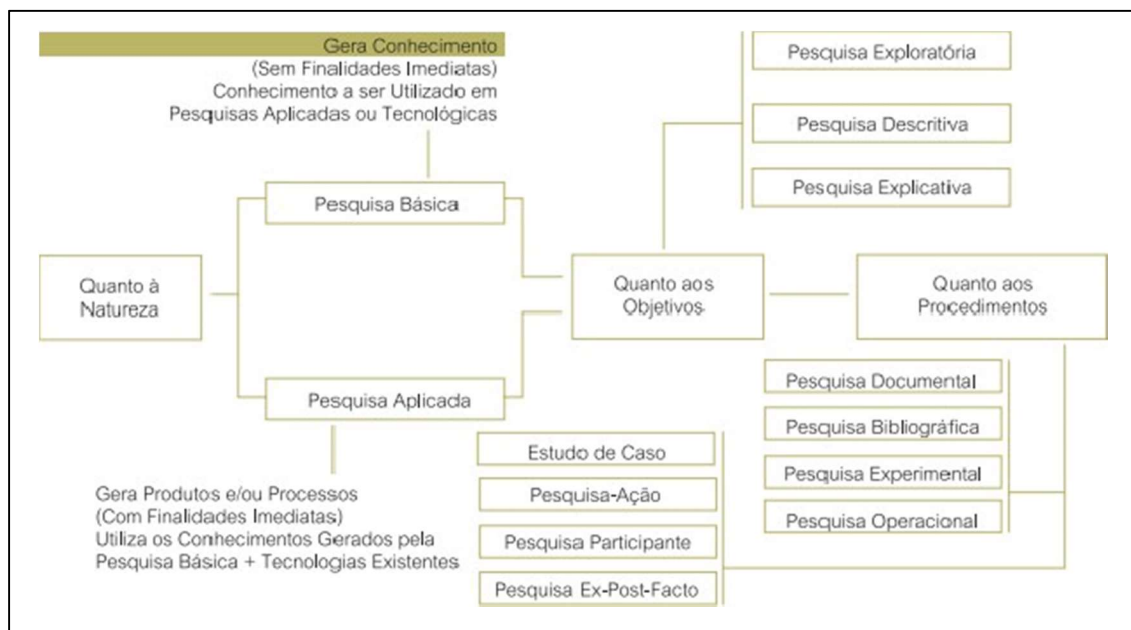 Gera Conhecimento
(Sem Finalidades Imediatas)
Conhecimento a ser Utilizado em
Pesquisas Aplicadas ou Tecnológicas
Pesquisa Exploratória
Pesquisa Descritiva
Pesquisa Explicativa
Pesquisa Básica
Quanto à
Natureza
Quanto aos
Objetivos
Quanto aos
Procedimentos
Pesquisa Aplicada
Gera Produtos e/ou Processos
(Com Finalidades Imediatas)
Utiliza os Conhecimentos Gerados pela
Pesquisa Básica + Tecnologias Existentes
Estudo de Caso
Pesquisa-Ação
Pesquisa Participante
Pesquisa Ex-Post-Facto
Pesquisa Documental
Pesquisa Bibliográfica
Pesquisa Experimental
Pesquisa Operacional